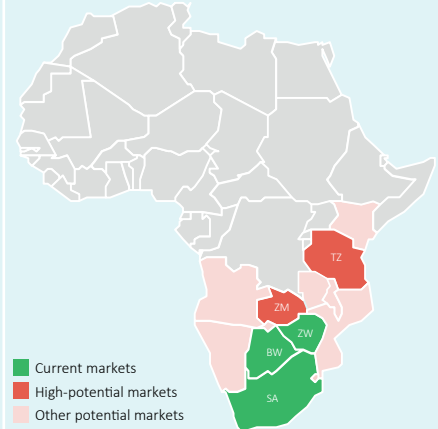 TZ
ZM
ZW
BW
SA
Current markets
High-potential markets
Other potential markets